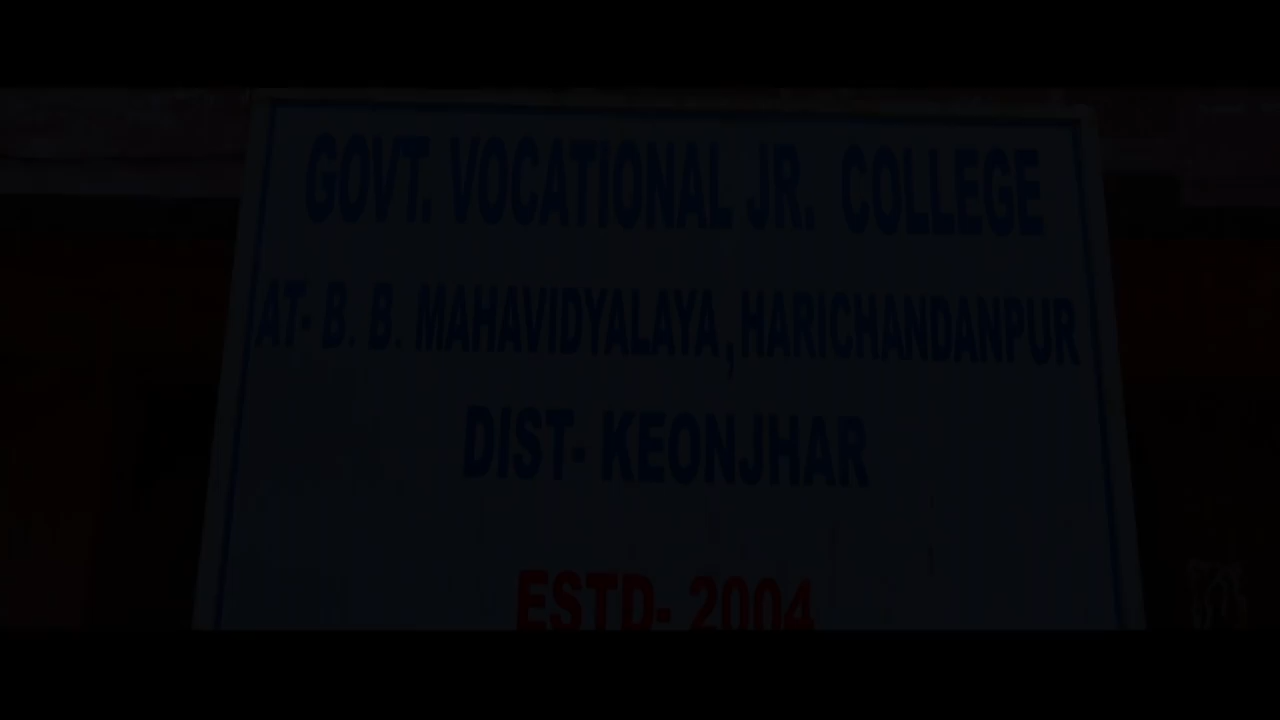 GOVT. VOCATIONAL JR. COLLEGE
AT- B. B. MAHAVIDYALAYA, HARICHANDANPUR
DIST- KEONJHAR
ESTD- 2004